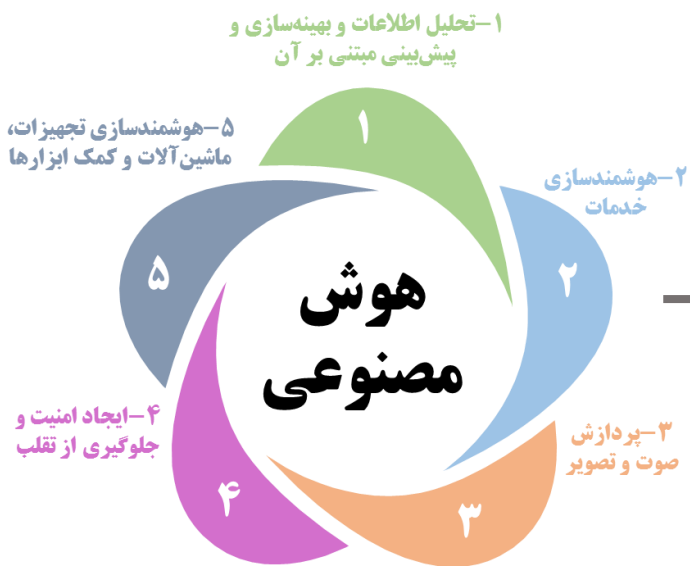 ۱–تحلیل اطلاعات و بهینه‌سازی و
پیش‌بینی مبتنی بر آن
۲–هوشمندسازی
خدمات
۳–پردازش
صوت و تصویر
۴–ایجاد امنیت و
جلوگیری از تقلب
۵–هوشمندسازی تجهیزات،
ماشین‌آلات و کمک ابزارها
۱
۲
۳
۴
۵
هوش
مصنوعی